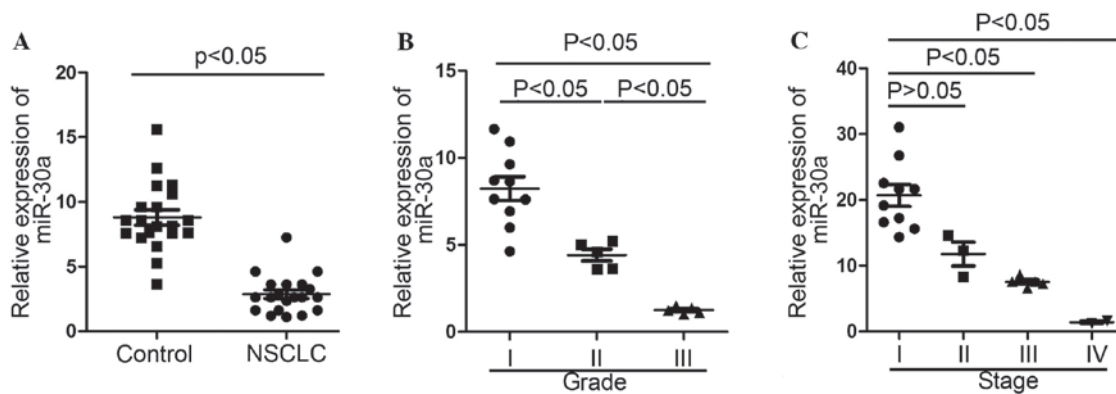 A
p<0.05
Relative expression of
miR-30a
20
15
10
5
0
Control
NSCLC
B
P<0.05
P<0.05
P<0.05
Relative expression of
miR-30a
15
10
5
0
I
II
III
Grade
C
P<0.05
P<0.05
P>0.05
Relative expression of
miR-30a
40
30
20
10
0
I
II
III
IV
Stage